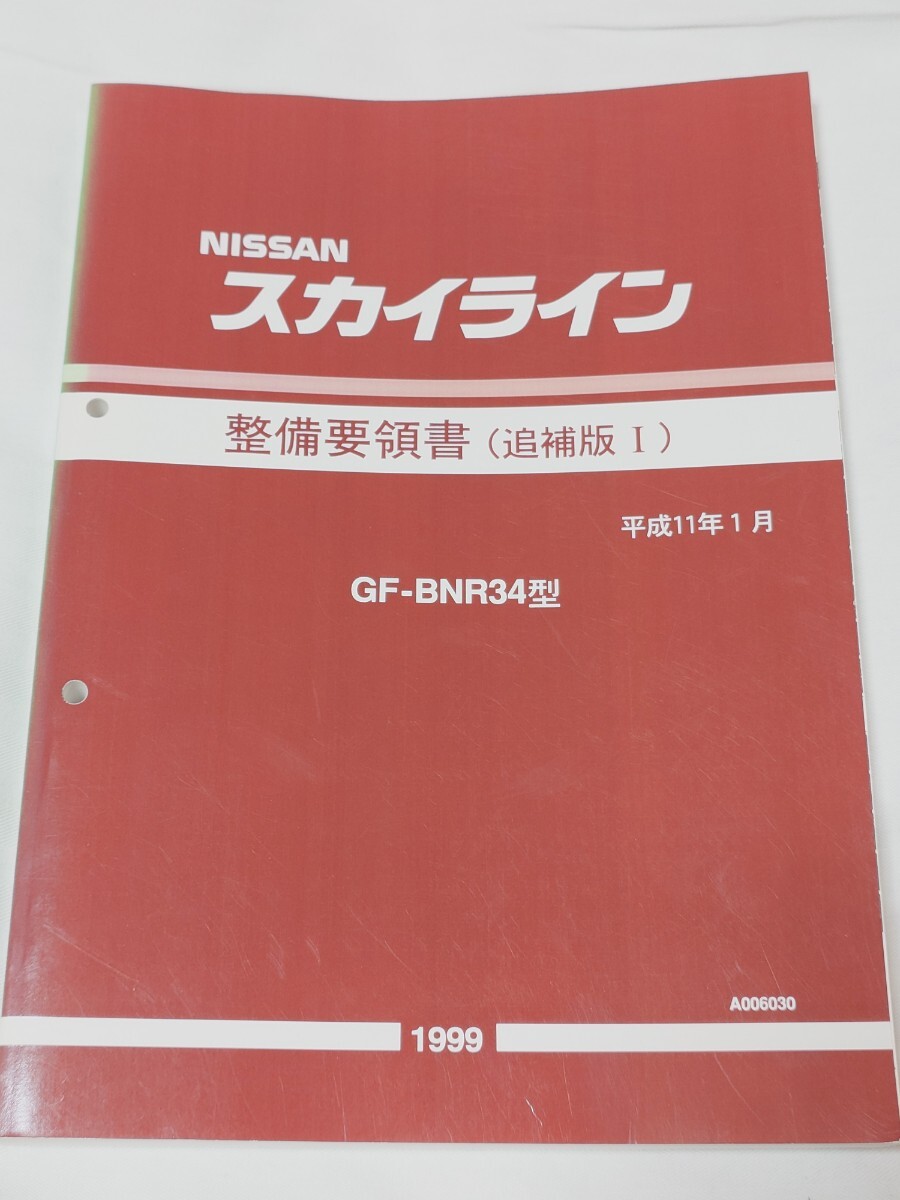 NISSAN
スカイライン
整備要領書（追補版Ⅰ）
平成11年1月
GF-BNR34型
A006030
1999